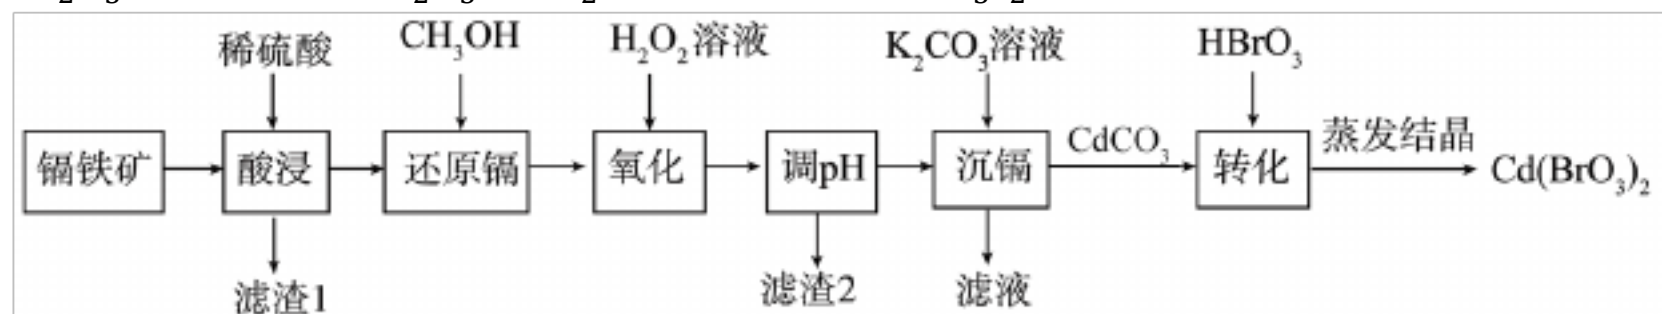 稀硫酸 CH₃OH H₂O₂溶液 K₂CO₃溶液 HBrO₃
镉铁矿 酸浸 还原镉 氧化 调pH 沉镉 CdCO₃ 转化 蒸发结晶 Cd(BrO₃)₂
滤渣1 滤渣2 滤液